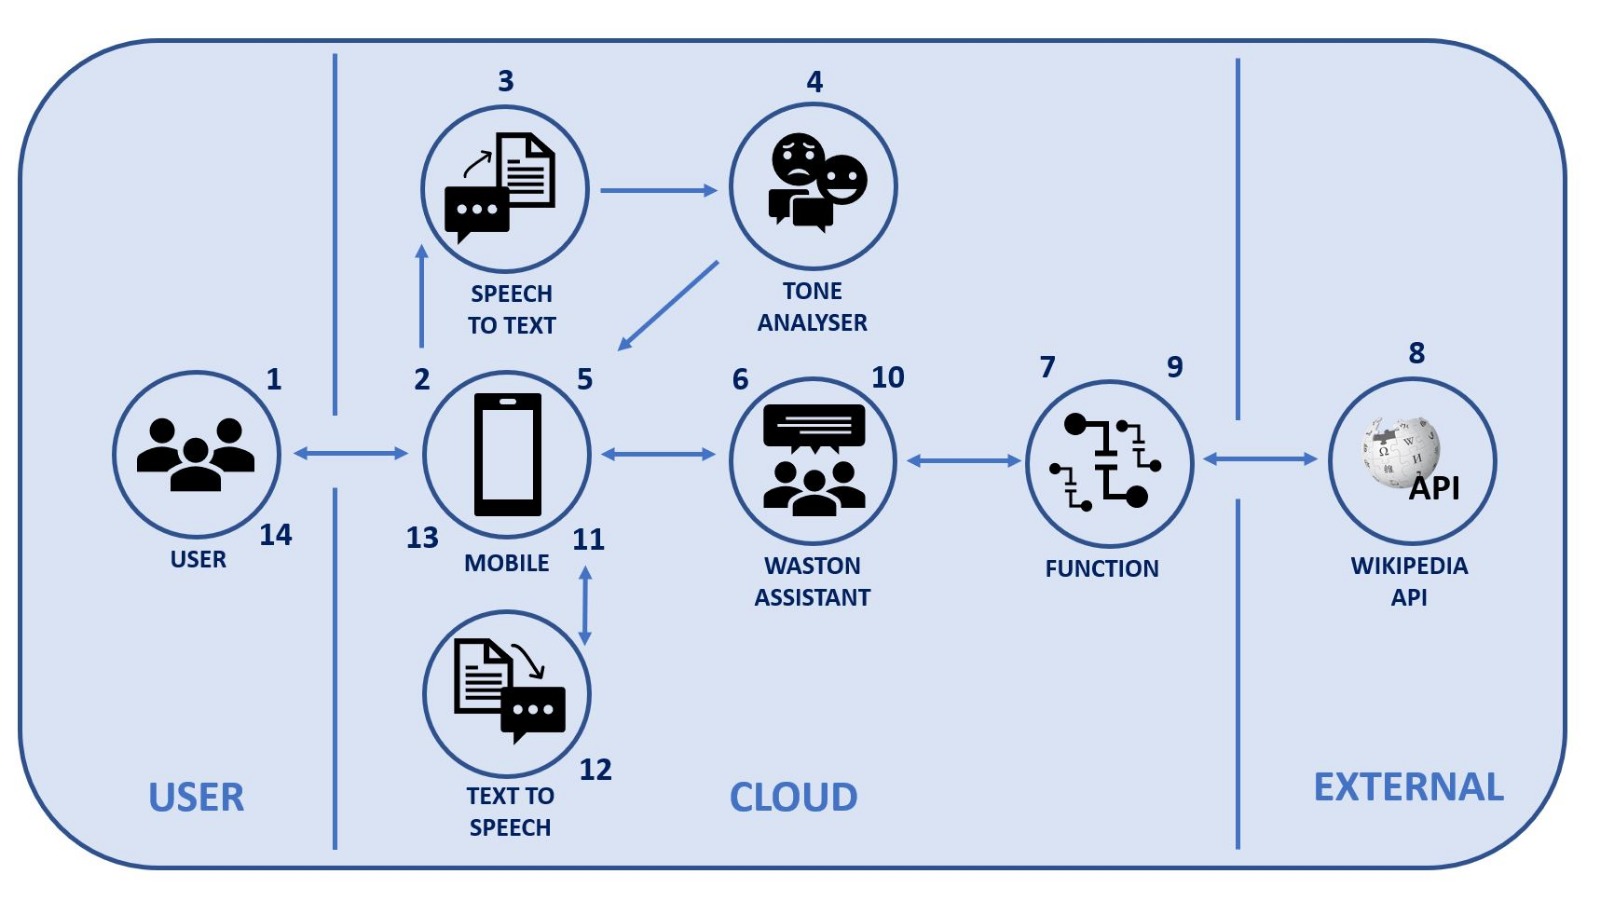 3
4
SPEECH
TO TEXT
TONE
ANALYSER
1
14
USER
2
5
13
11
MOBILE
6
10
WASTON
ASSISTANT
7
9
FUNCTION
8
API
WIKIPEDIA
API
12
TEXT TO
SPEECH
USER
CLOUD
EXTERNAL